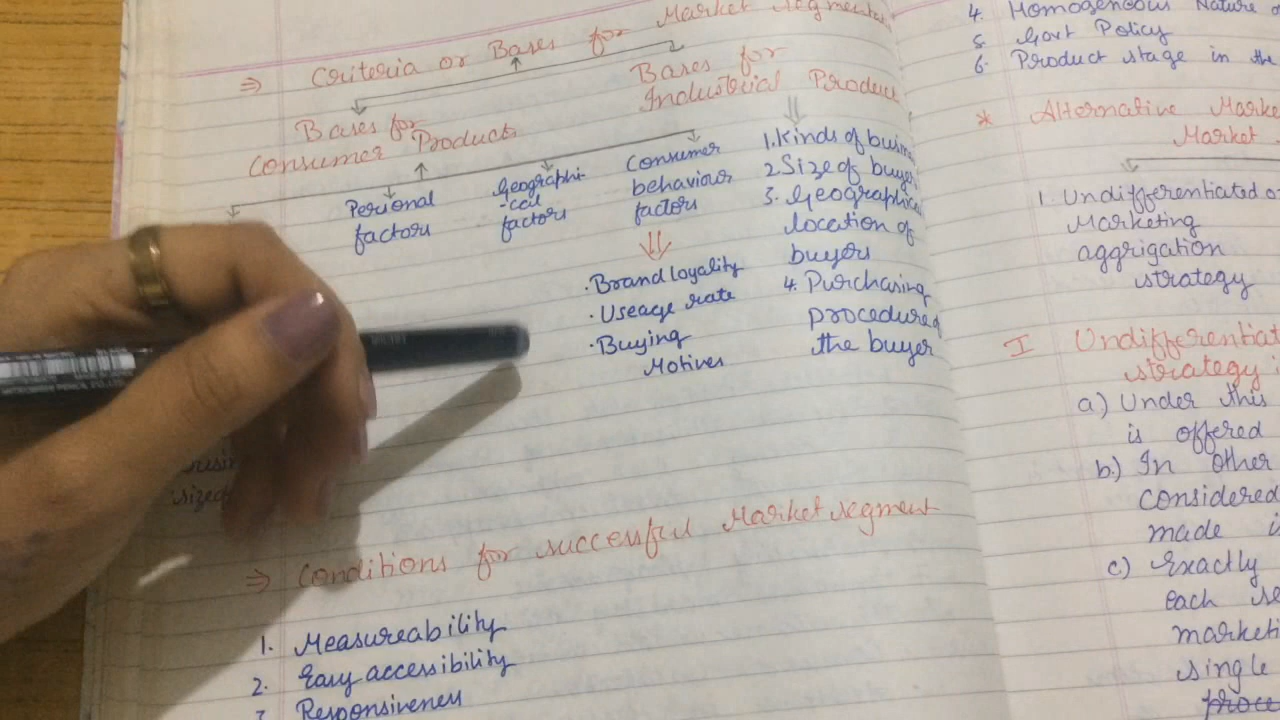 ⇒ Criteria or Bases for Market Segment
Bases for
Consumer Products
Bases for
Industrial Product
Personal
factors
Geographi
-cal
factors
Consumer
behaviour
factors
· Brand loyality
· Useage rate
· Buying
Motives
1. Kinds of
2. Size of buyer
3. Geographical
location of
buyers
4. Purchasing
procedure of
the buyer
⇒ Conditions for successful Market segment
1. Measureability
2. Easy accessibility
3. Responsiveness
4. Homogeneous Nature
5. Govt Policy
6. Product stage in the
* Alternative
Market
1. Undifferentiated o
Marketing
aggrigation
strategy
I Undifferentiat
strategy
a) Under this
is offered
b.) In other
considered
made
c) Exactly
each
marketi
single